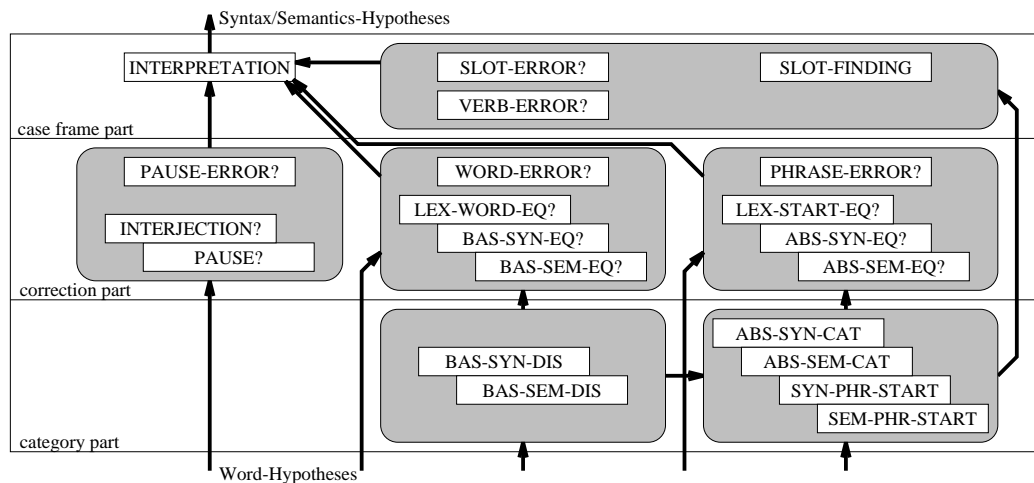 Syntax/Semantics-Hypotheses
INTERPRETATION
SLOT-ERROR?
SLOT-FINDING
VERB-ERROR?
case frame part
PAUSE-ERROR?
WORD-ERROR?
PHRASE-ERROR?
LEX-WORD-EQ?
LEX-START-EQ?
INTERJECTION?
BAS-SYN-EQ?
ABS-SYN-EQ?
PAUSE?
BAS-SEM-EQ?
ABS-SEM-EQ?
correction part
ABS-SYN-CAT
BAS-SYN-DIS
ABS-SEM-CAT
BAS-SEM-DIS
SYN-PHR-START
SEM-PHR-START
category part
Word-Hypotheses